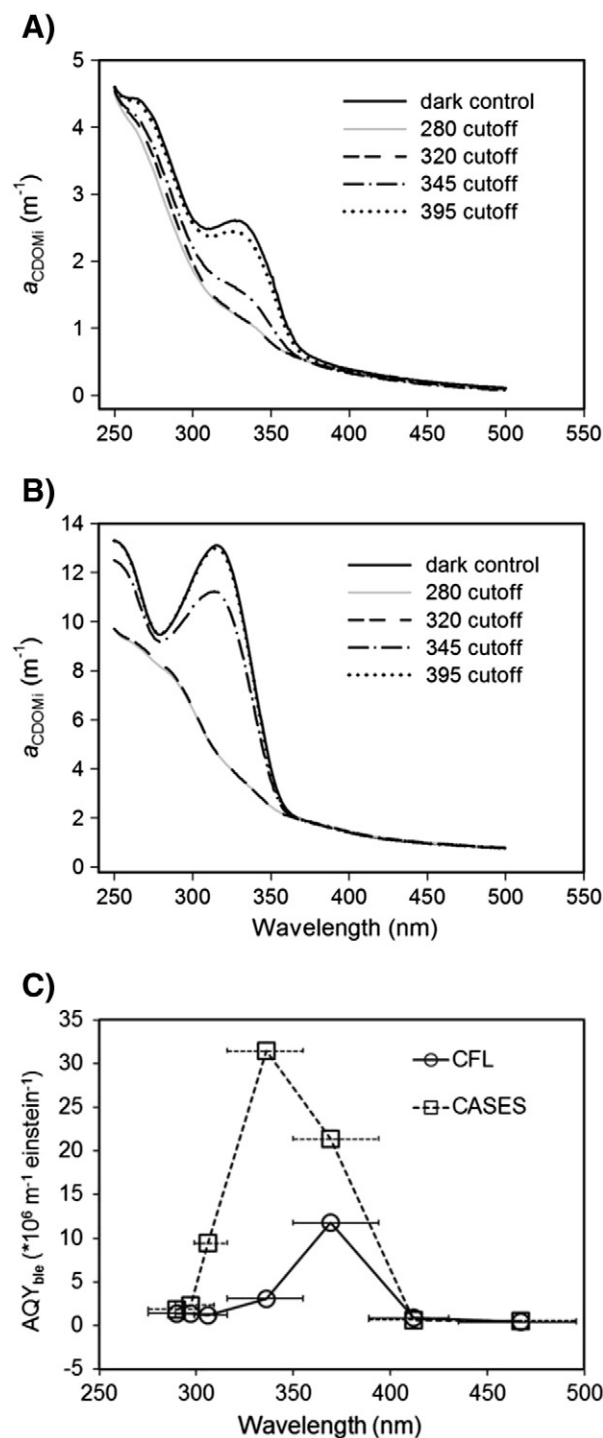 A)
5
4
3
2
1
0
aCDOMi (m-1)
dark control
280 cutoff
320 cutoff
345 cutoff
395 cutoff
250 300 350 400 450 500 550
B)
14
12
10
8
6
4
2
0
aCDOMi (m-1)
dark control
280 cutoff
320 cutoff
345 cutoff
395 cutoff
250 300 350 400 450 500 550
Wavelength (nm)
C)
35
30
25
20
15
10
5
0
-5
AQYble (*10⁶ m⁻¹ einstein⁻¹)
CFL
CASES
250 300 350 400 450 500
Wavelength (nm)